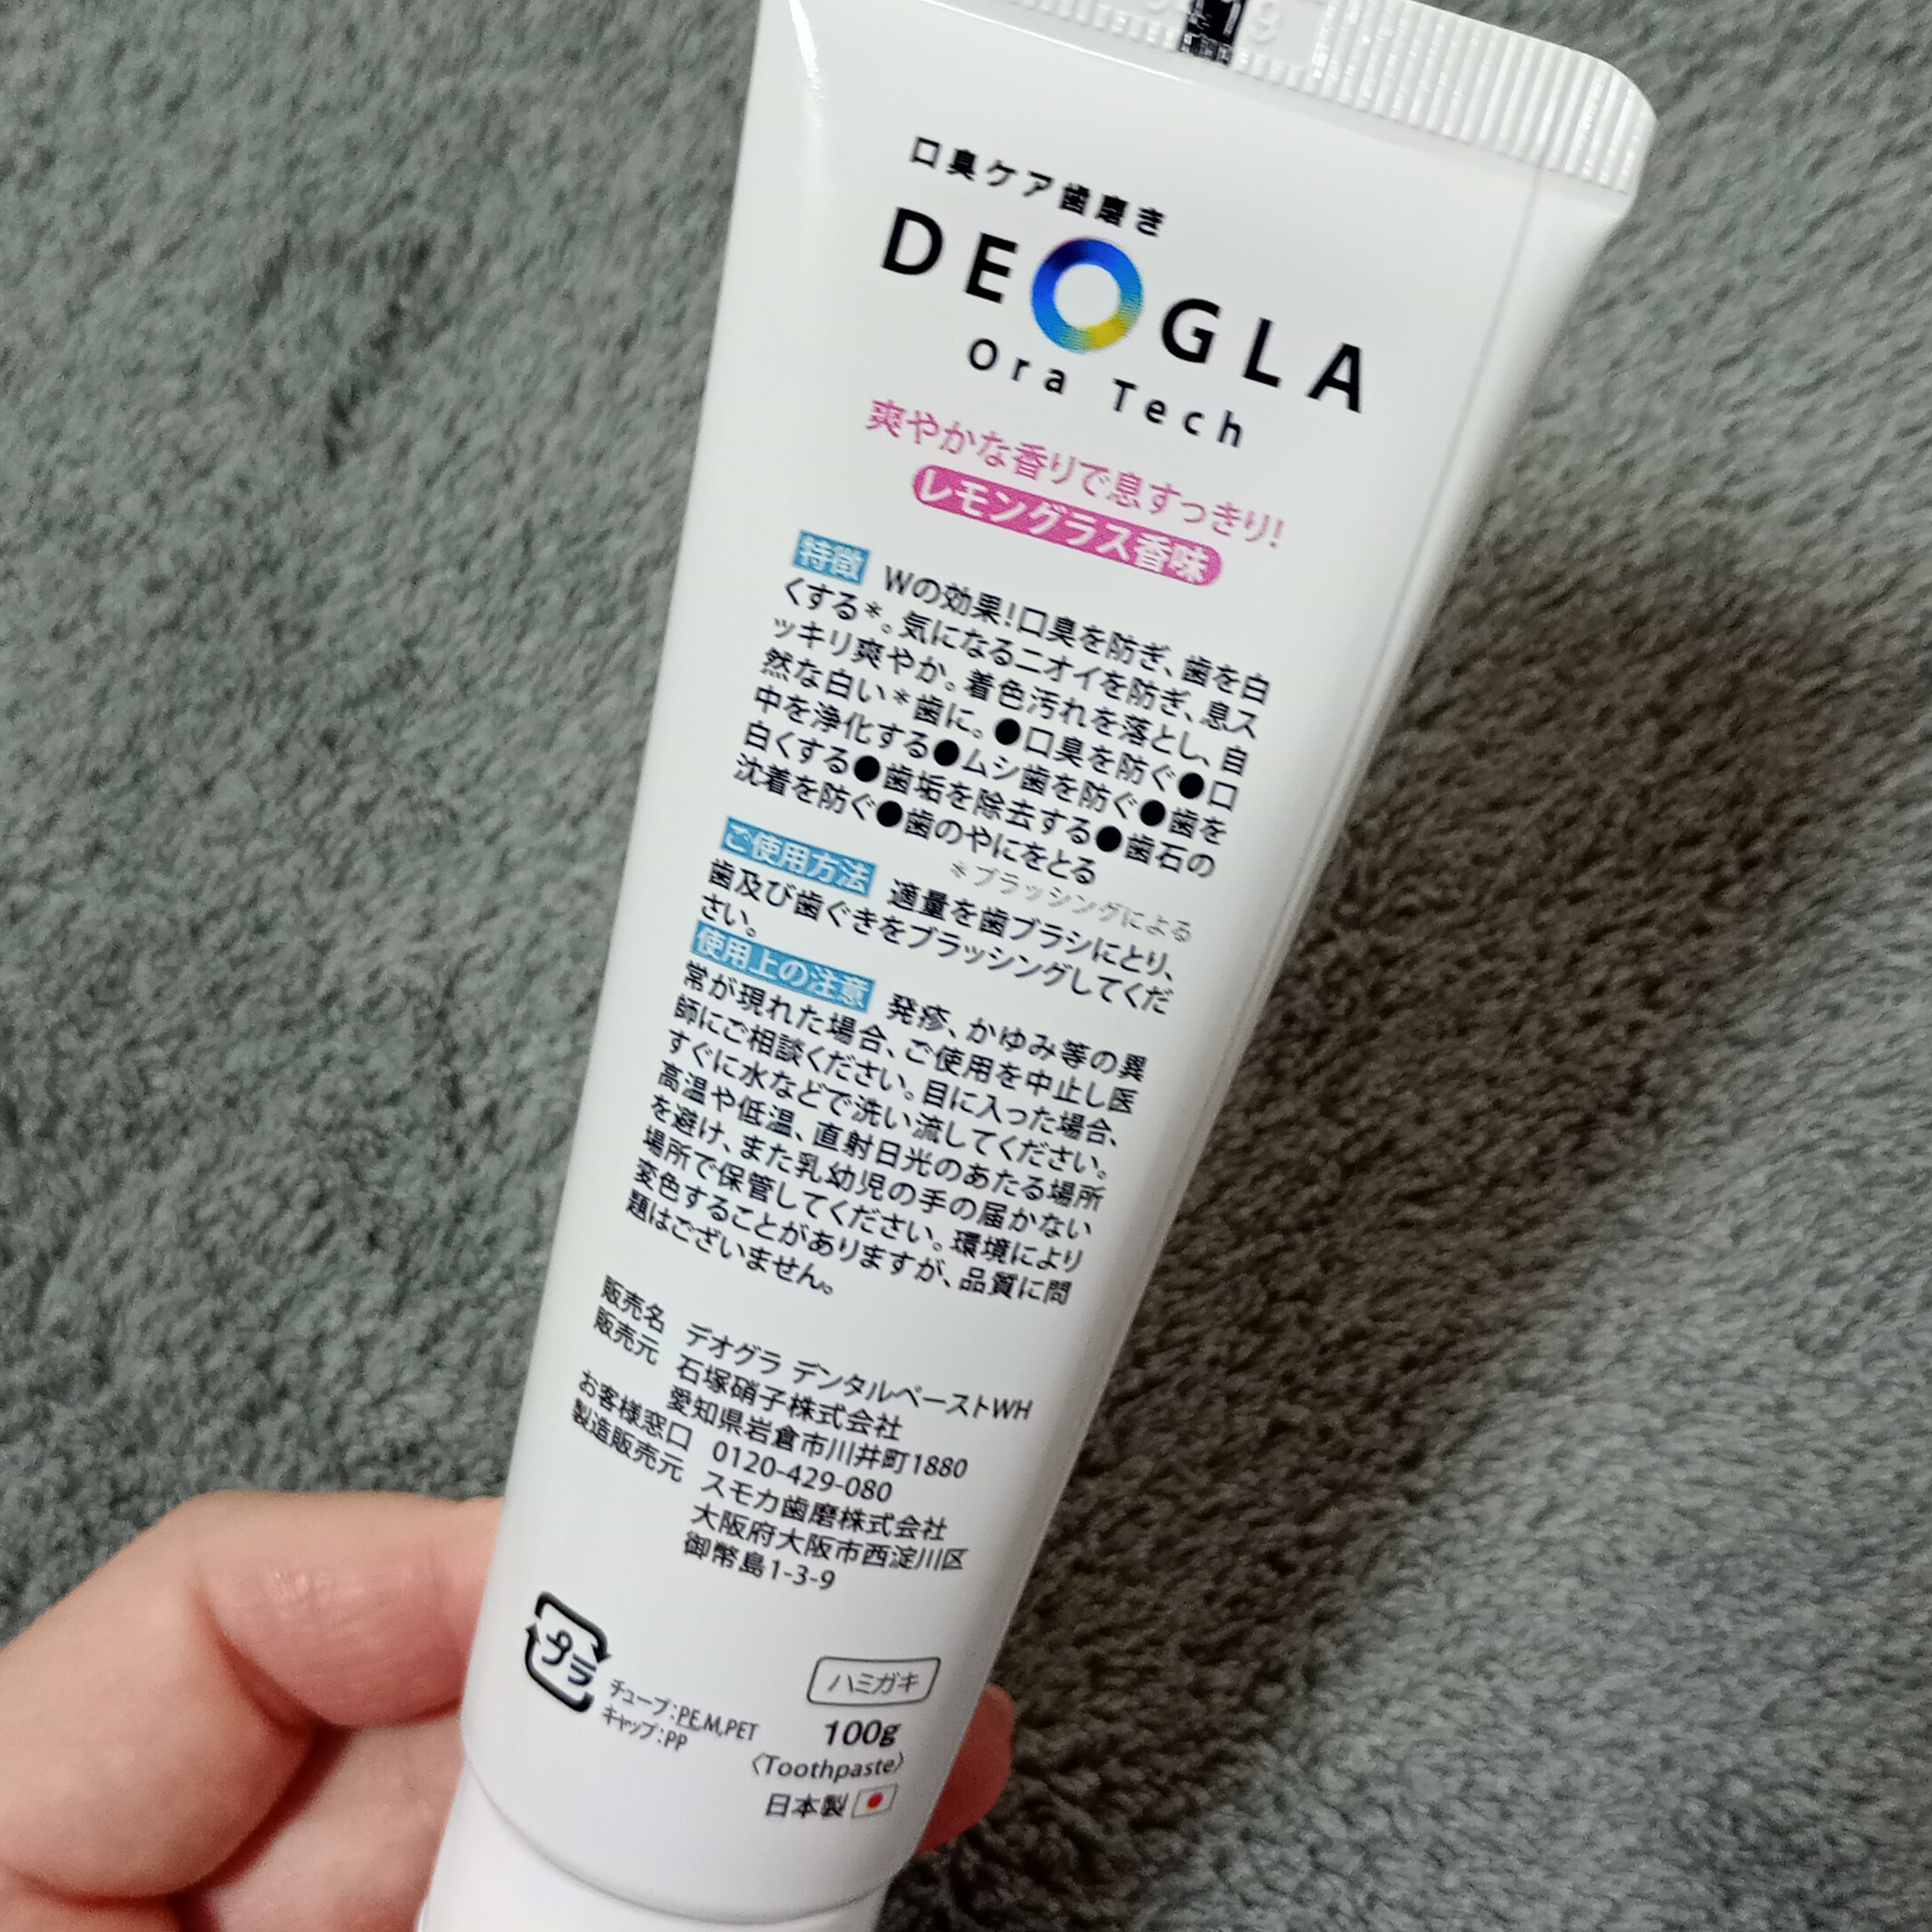 口臭ケア歯磨き
DEOGLA
Ora Tech
爽やかな香りで息すっきり!
レモングラス香味
特徴 Wの効果!口臭を防ぎ、歯を白
くする*。気になるニオイを防ぎ、息ス
ッキリ爽やか。着色汚れを落とし、自
然な白い*歯に。●口臭を防ぐ●口
中を浄化する●ムシ歯を防ぐ●歯を
白くする●歯垢を除去する●歯石の
沈着を防ぐ●歯のやにをとる
*ブラッシングによる
ご使用方法 適量を歯ブラシにとり、
歯及び歯ぐきをブラッシングしてくだ
さい。
使用上の注意 発疹、かゆみ等の異
常が現れた場合、ご使用を中止し医
師にご相談ください。目に入った場合、
すぐに水などで洗い流してください。
高温や低温、直射日光のあたる場所
を避け、また乳幼児の手の届かない
場所で保管してください。環境により
変色することがありますが、品質に問
題はございません。
販売名 デオグラ デンタルペーストWH
販売元 石塚硝子株式会社
愛知県岩倉市川井町1880
お客様窓口 0120-429-080
製造販売元 スモカ歯磨株式会社
大阪府大阪市西淀川区
御幣島1-3-9
プラ
チューブ:PE,M,PET
キャップ:PP
ハミガキ
100g
〈Toothpaste〉
日本製